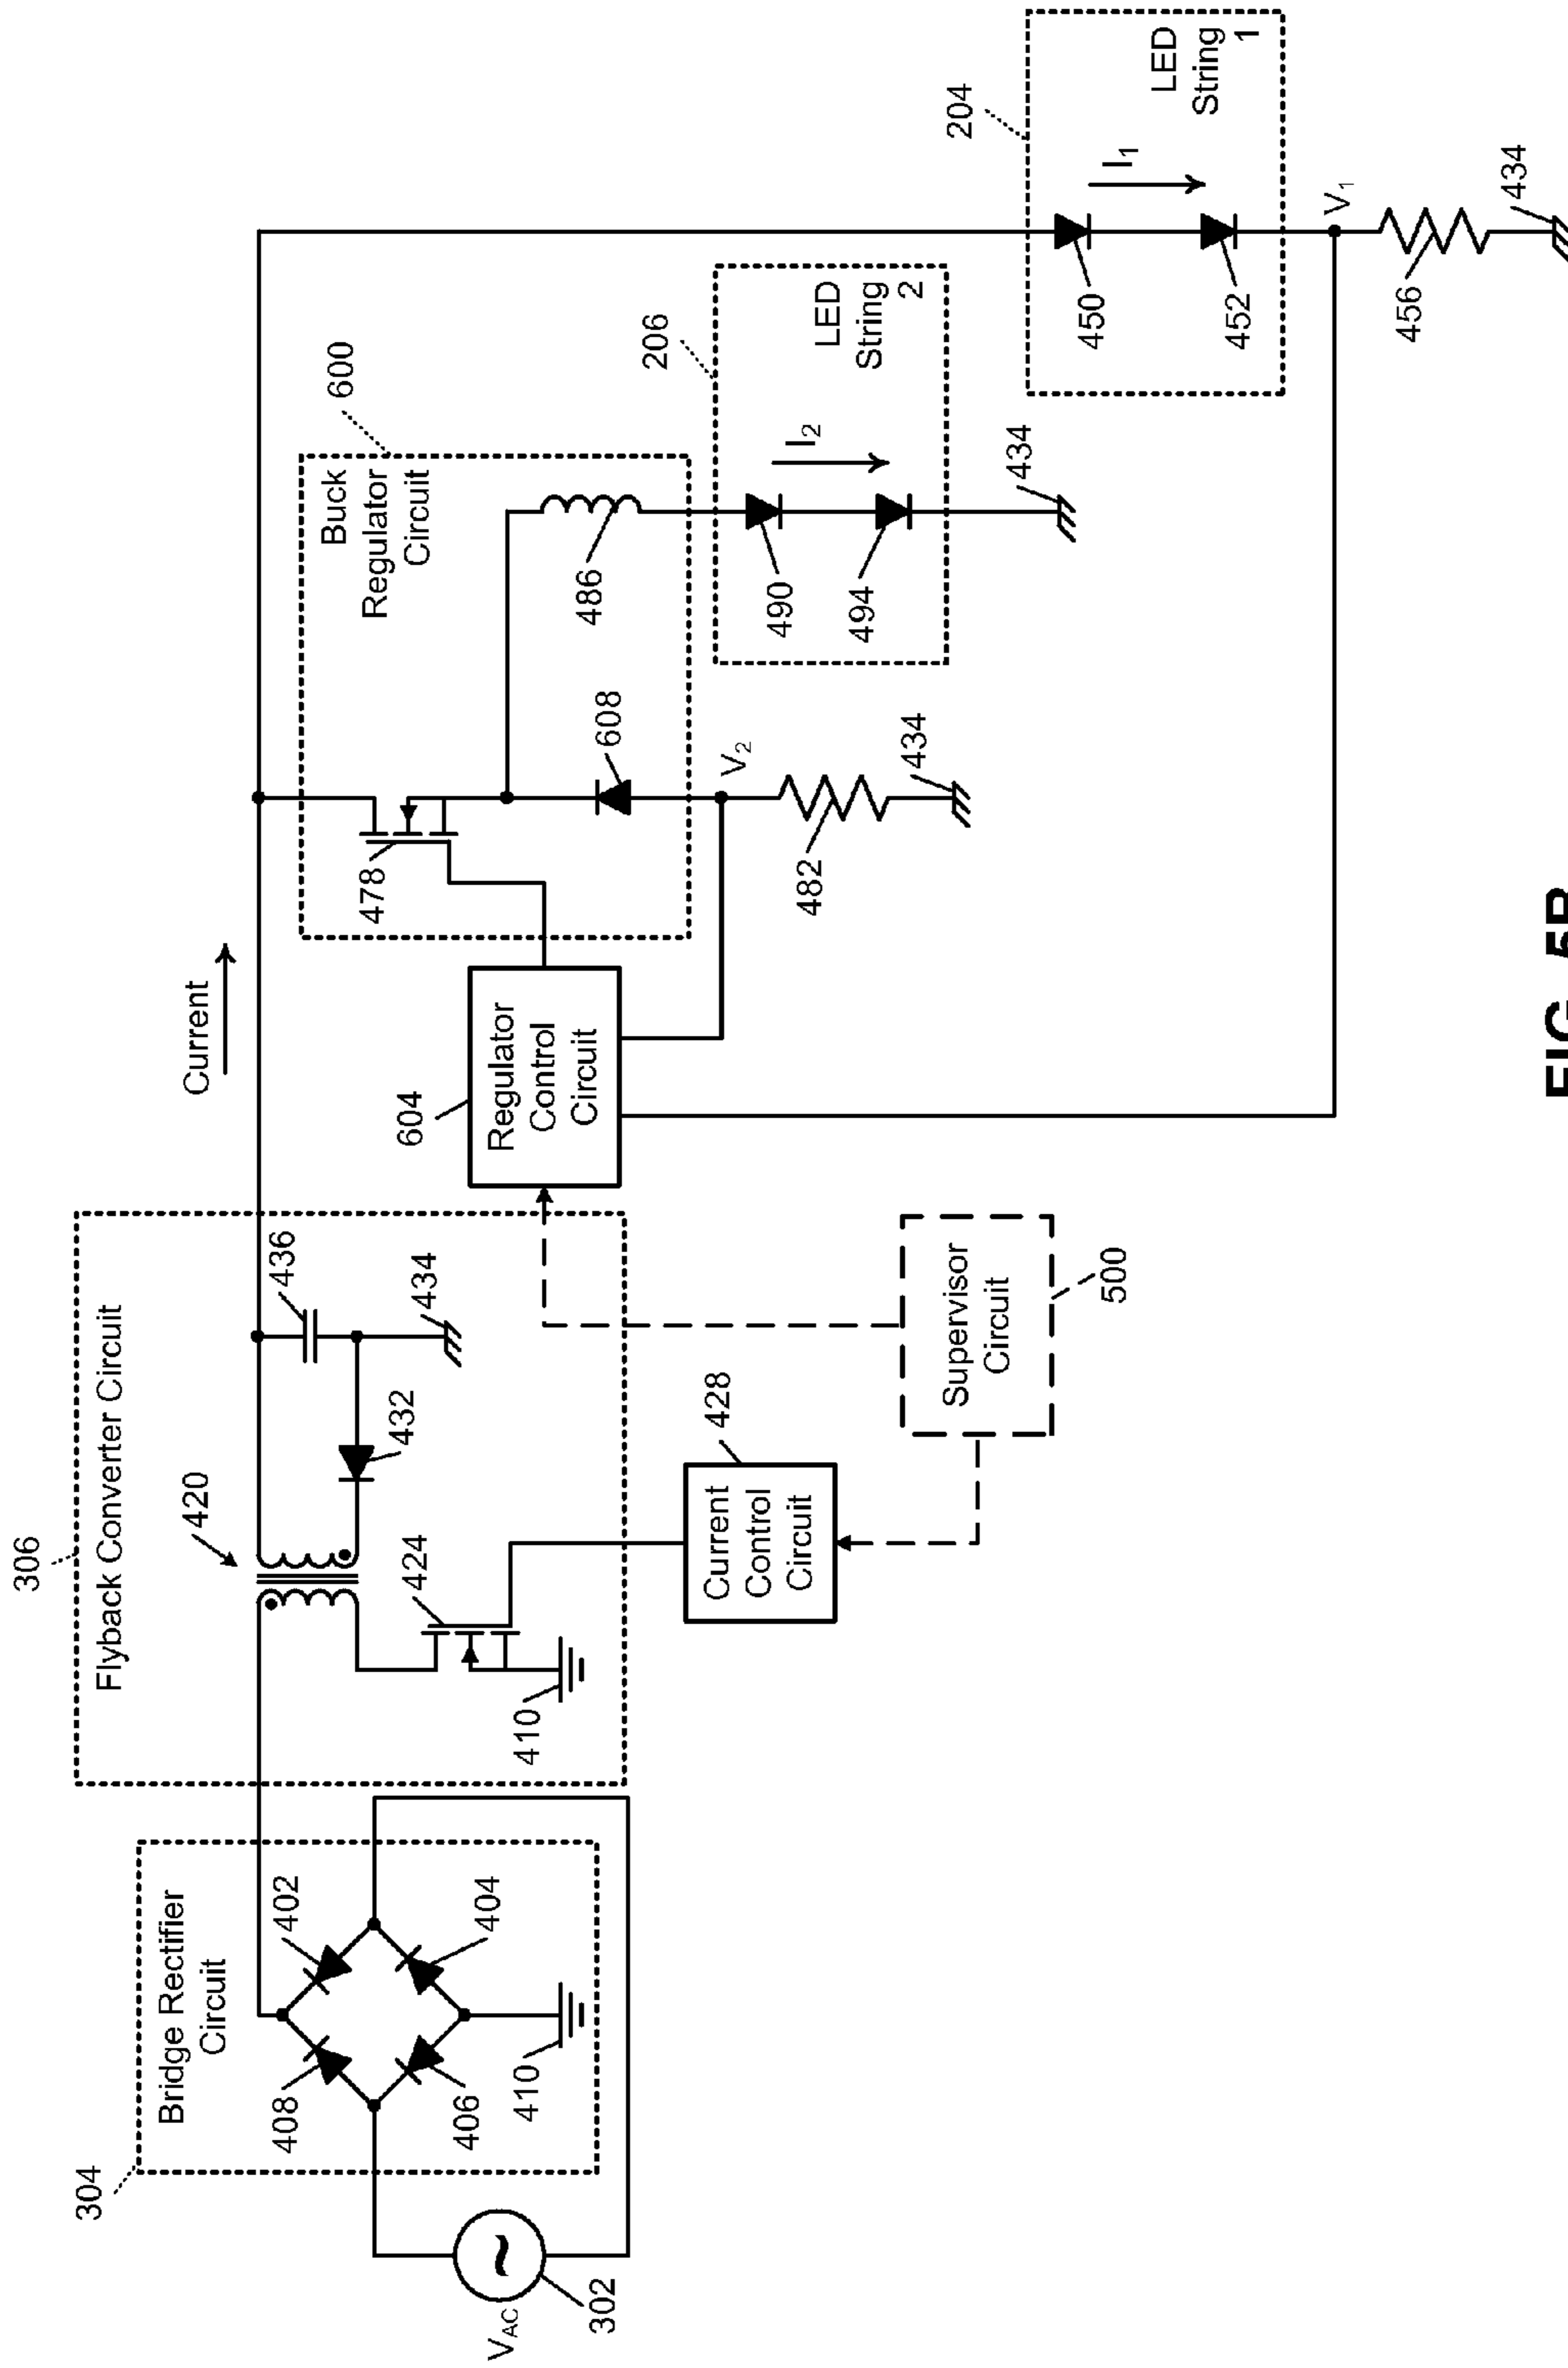 306
Flyback Converter Circuit
304
Bridge Rectifier
Circuit
408
402
406
404
410
VAC
302
420
424
410
432
436
434
Current
Control
Circuit
428
Supervisor
Circuit
500
Current
604
Regulator
Control
Circuit
600
Buck
Regulator
Circuit
478
608
486
V2
482
434
206
LED
String
2
I2
490
494
434
204
LED
String
1
I1
450
452
V1
456
434
FIG. 5B